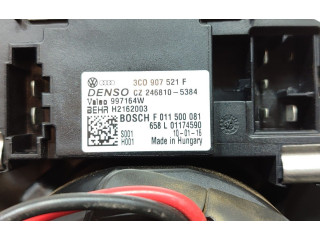 3C0 907 521 F
DENSO CZ 246810-5384
Valeo 997164W
BEHR H2162003
BOSCH F 011 500 081
658 L 01174590
S001 10-01-16
H001 Made in Hungary